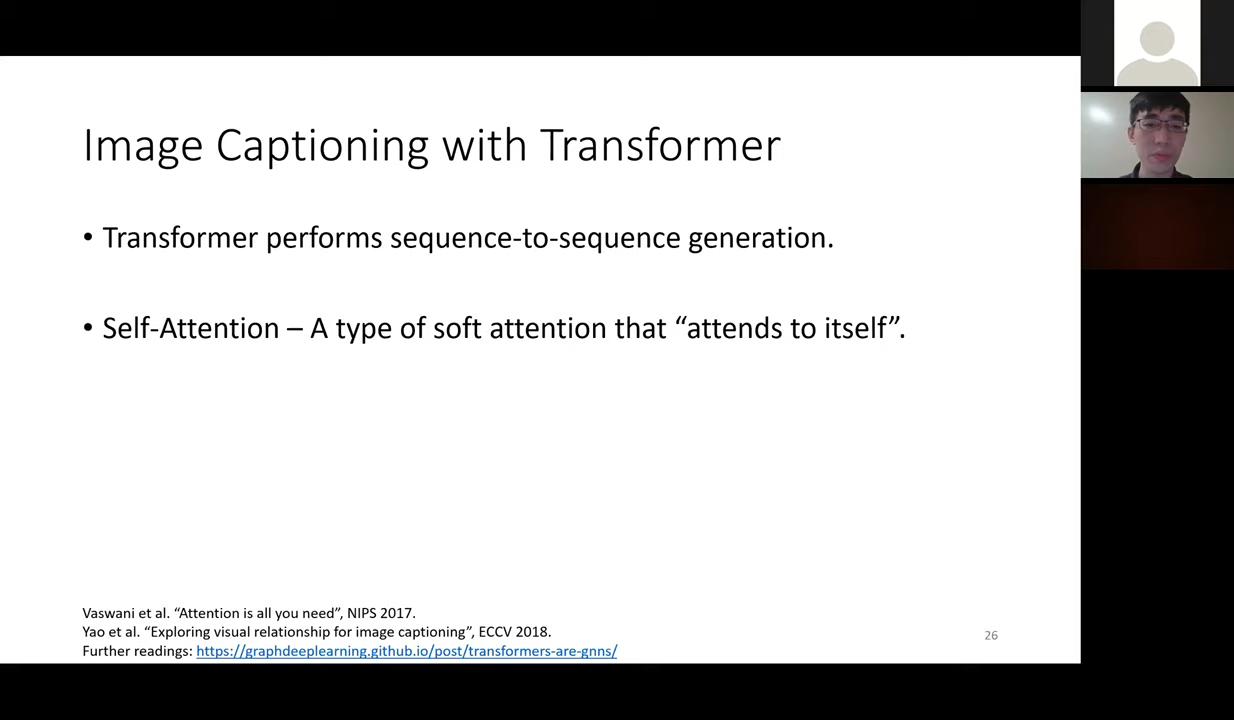 Image Captioning with Transformer
• Transformer performs sequence-to-sequence generation.
• Self-Attention – A type of soft attention that “attends to itself”.
Vaswani et al. “Attention is all you need”, NIPS 2017.
Yao et al. “Exploring visual relationship for image captioning”, ECCV 2018.
Further readings: https://graphdeeplearning.github.io/post/transformers-are-gnns/
26